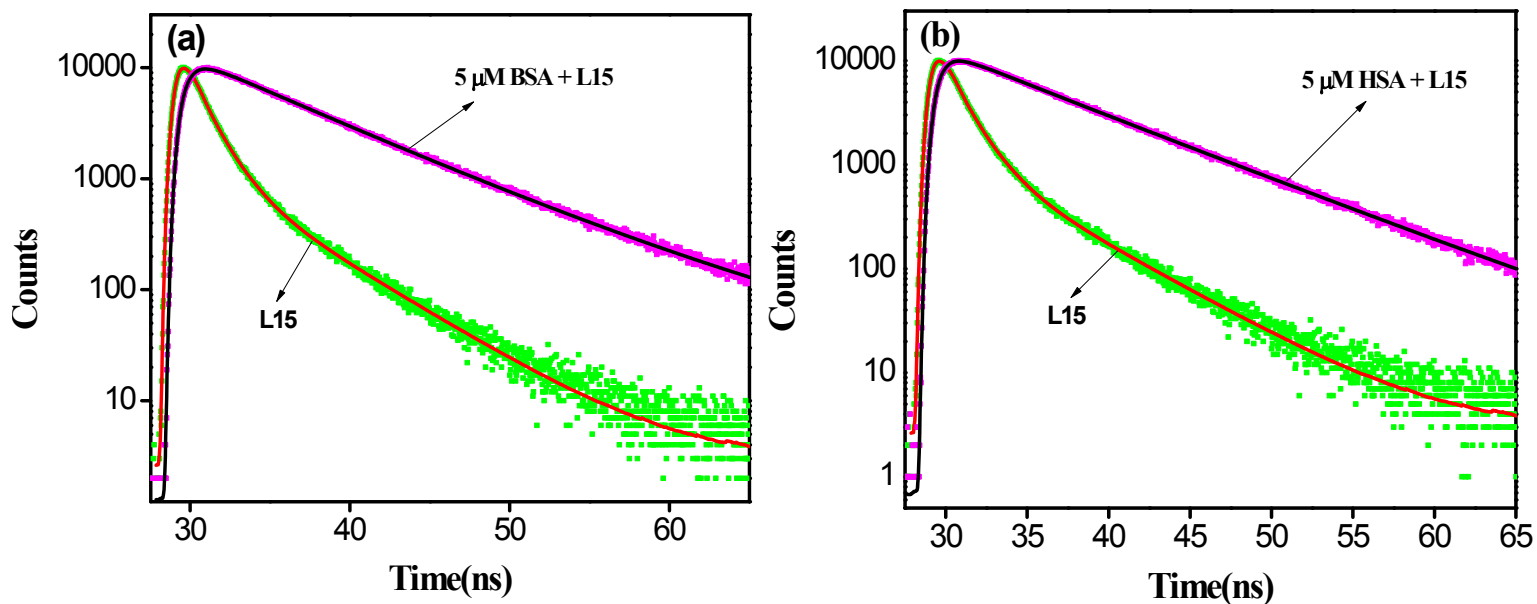 (a)
5 μM BSA + L15
L15
Counts
10000
1000
100
10
30 40 50 60
Time(ns)
(b)
5 μM HSA + L15
L15
Counts
10000
1000
100
10
1
30 35 40 45 50 55 60 65
Time(ns)